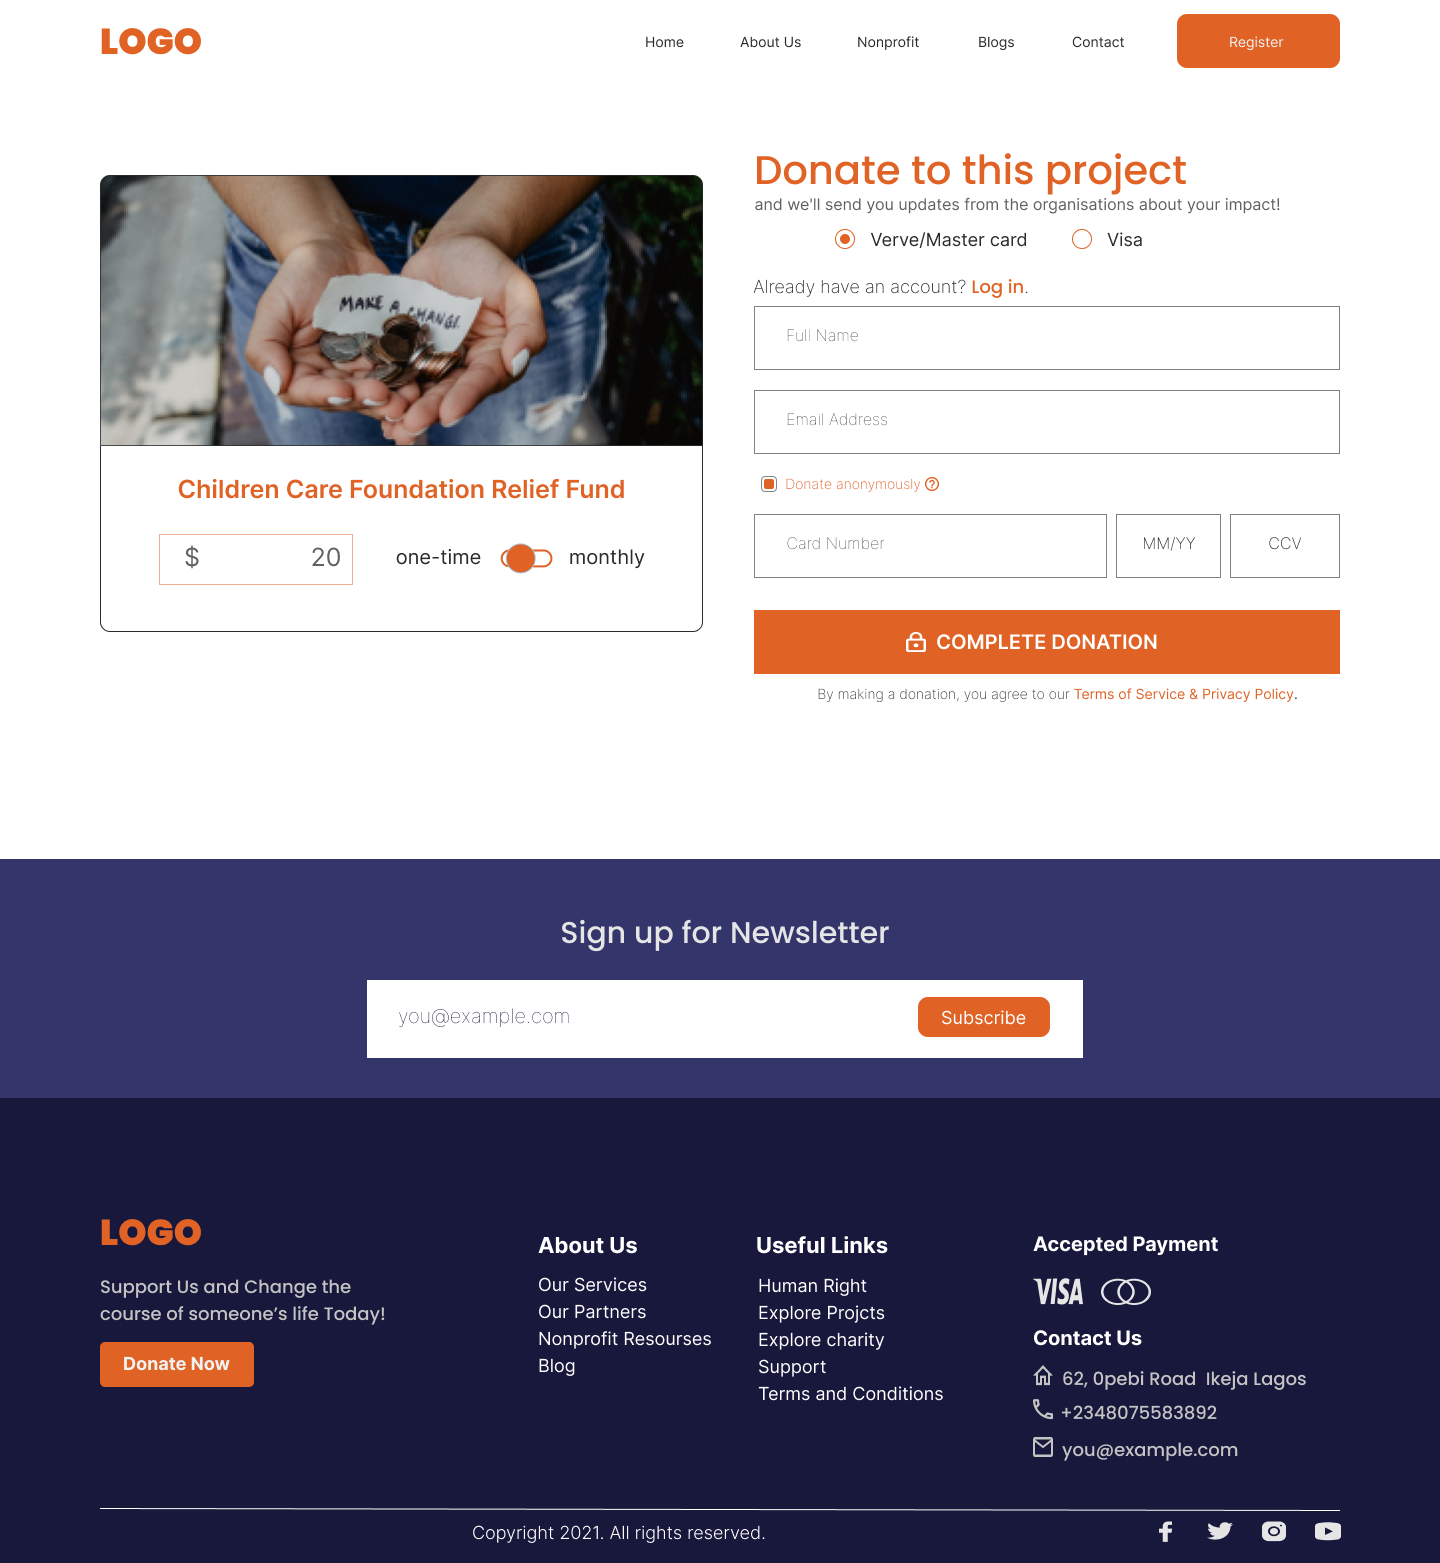 LOGO
Home About Us Nonprofit Blogs Contact Register
MAKE A CHANGE.
Children Care Foundation Relief Fund
$ 20 one-time monthly
Donate to this project
and we'll send you updates from the organisations about your impact!
Verve/Master card Visa
Already have an account? Log in.
Full Name
Email Address
Donate anonymously
Card Number MM/YY CCV
COMPLETE DONATION
By making a donation, you agree to our Terms of Service & Privacy Policy.
Sign up for Newsletter
you@example.com Subscribe
LOGO
Support Us and Change the
course of someone’s life Today!
Donate Now
About Us
Our Services
Our Partners
Nonprofit Resourses
Blog
Useful Links
Human Right
Explore Projcts
Explore charity
Support
Terms and Conditions
Accepted Payment
VISA
Contact Us
62, 0pebi Road Ikeja Lagos
+2348075583892
you@example.com
Copyright 2021. All rights reserved.